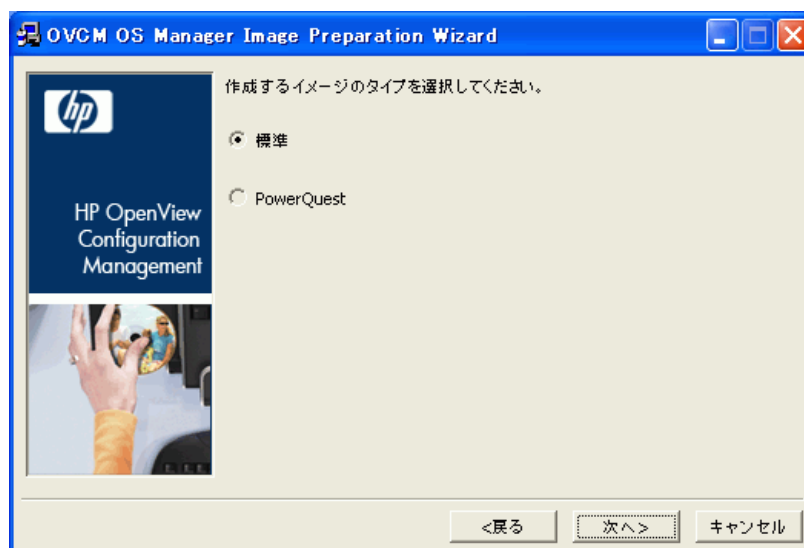 OVCM OS Manager Image Preparation Wizard
作成するイメージのタイプを選択してください。
hp
標準
PowerQuest
HP OpenView
Configuration
Management
<戻る
次へ>
キャンセル